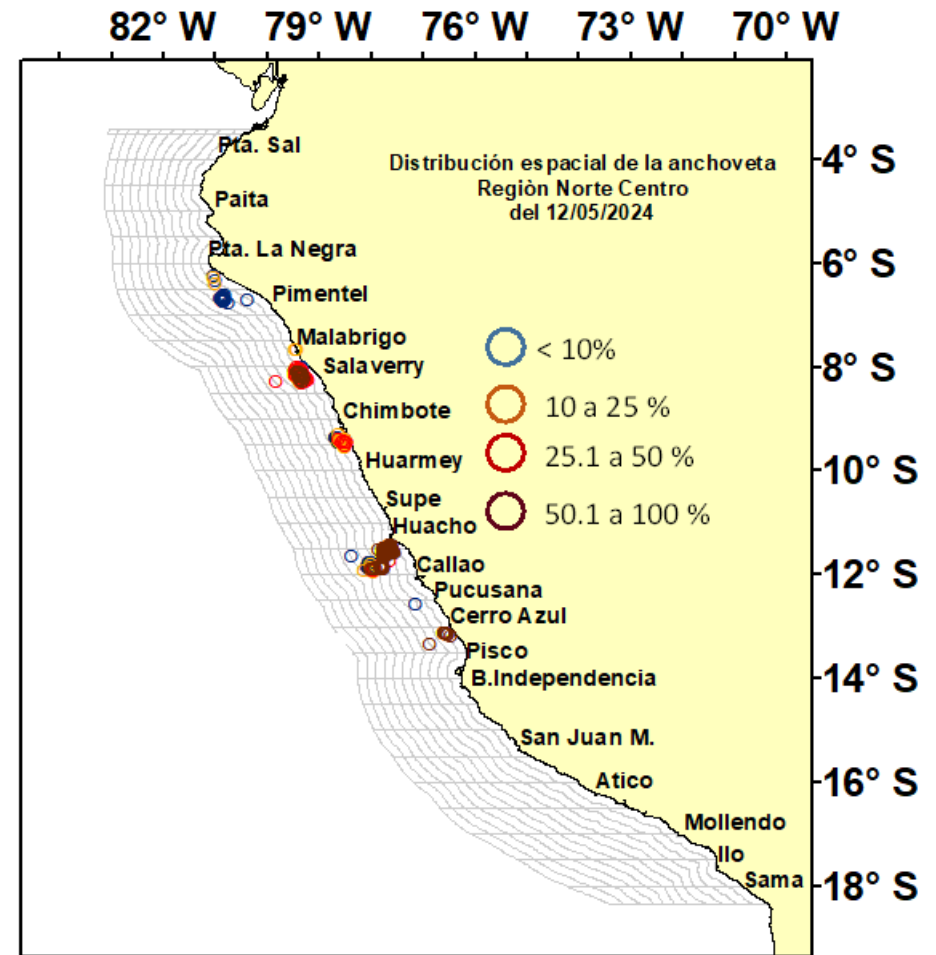 82° W 79° W 76° W 73° W 70° W
Pta. Sal
Distribución espacial de la anchoveta
Regiòn Norte Centro
del 12/05/2024
4° S
Paita
Pta. La Negra
6° S
Pimentel
Malabrigo
< 10%
Salaverry
8° S
Chimbote
10 a 25 %
Huarmey
25.1 a 50 %
10° S
Supe
50.1 a 100 %
Huacho
Callao
12° S
Pucusana
Cerro Azul
Pisco
B.Independencia
14° S
San Juan M.
Atico
16° S
Mollendo
Ilo
Sama
18° S